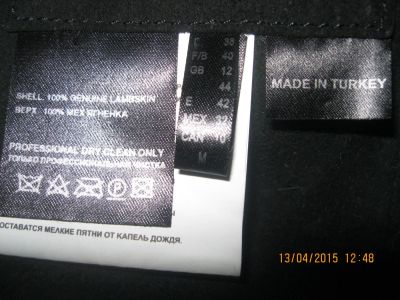 SHELL: 100% GENUINE LAMBSKIN
ВЕРХ: 100% МЕХ ЯГНЕНКА
PROFESSIONAL DRY CLEAN ONLY
ТОЛЬКО ПРОФЕССИОНАЛЬНАЯ ЧИСТКА
P
ОСТАВАТСЯ МЕЛКИЕ ПЯТНИ ОТ КАПЕЛЬ ДОЖДЯ.
38
F/B 40
GB 12
44
E 42
MEX 32
CAN 10
M
MADE IN TURKEY
13/04/2015 12:48